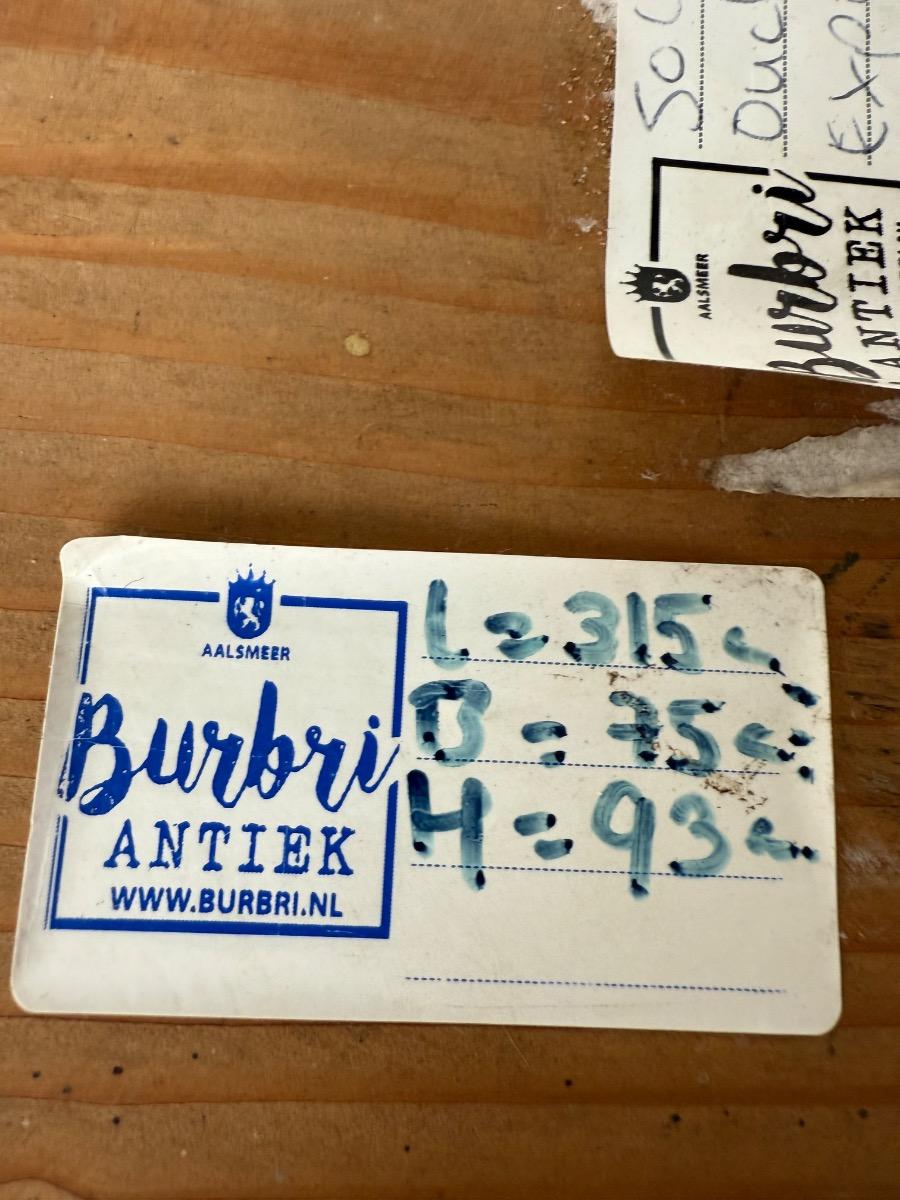 AALSMEER
Burbri
ANTIEK
WWW.BURBRI.NL
L = 315
B = 75
H = 93
AALSMEER
Burbri
ANTIEK